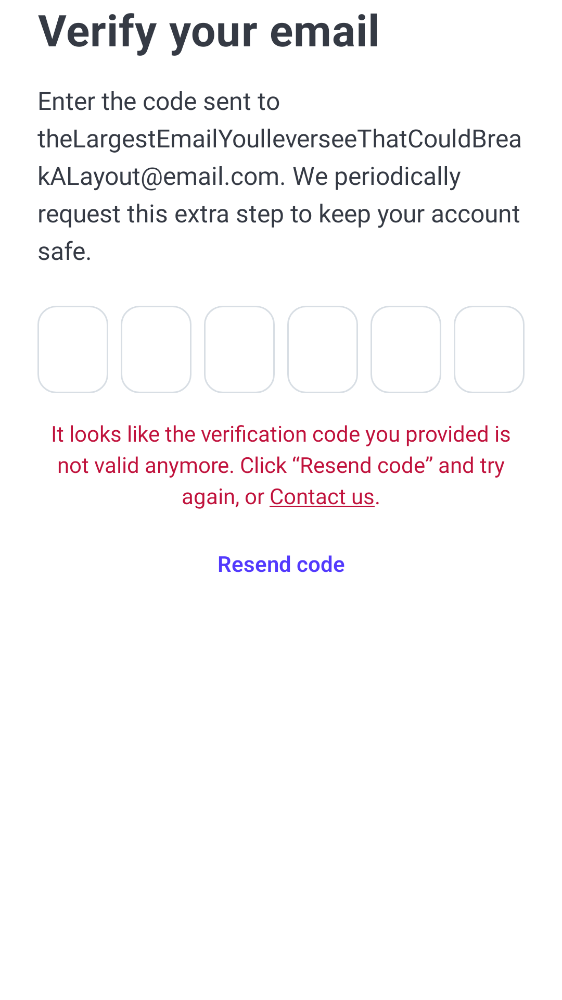 Verify your email
Enter the code sent to
theLargestEmailYoulleverseeThatCouldBrea
kALayout@email.com. We periodically
request this extra step to keep your account
safe.
It looks like the verification code you provided is
not valid anymore. Click “Resend code” and try
again, or Contact us.
Resend code